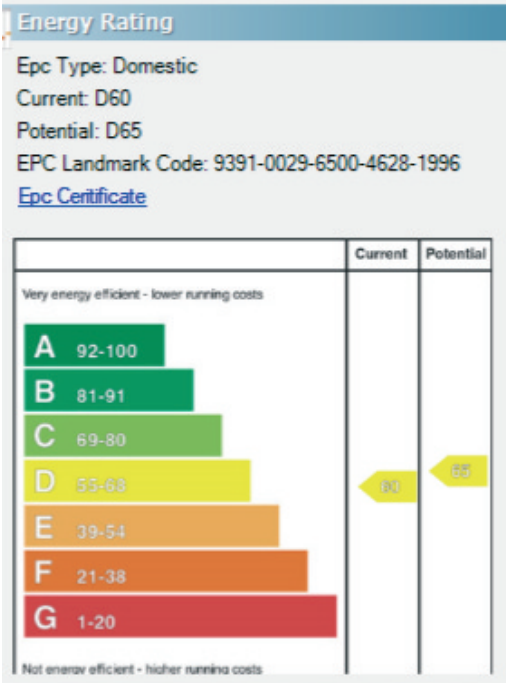 Energy Rating
Epc Type: Domestic
Current: D60
Potential: D65
EPC Landmark Code: 9391-0029-6500-4628-1996
Epc Ceritificate
Current Potential
Very energy efficient - lower running costs
A 92-100
B 81-91
C 69-80
D 55-68
60
65
E 39-54
F 21-38
G 1-20
Not energy efficient - higher running costs